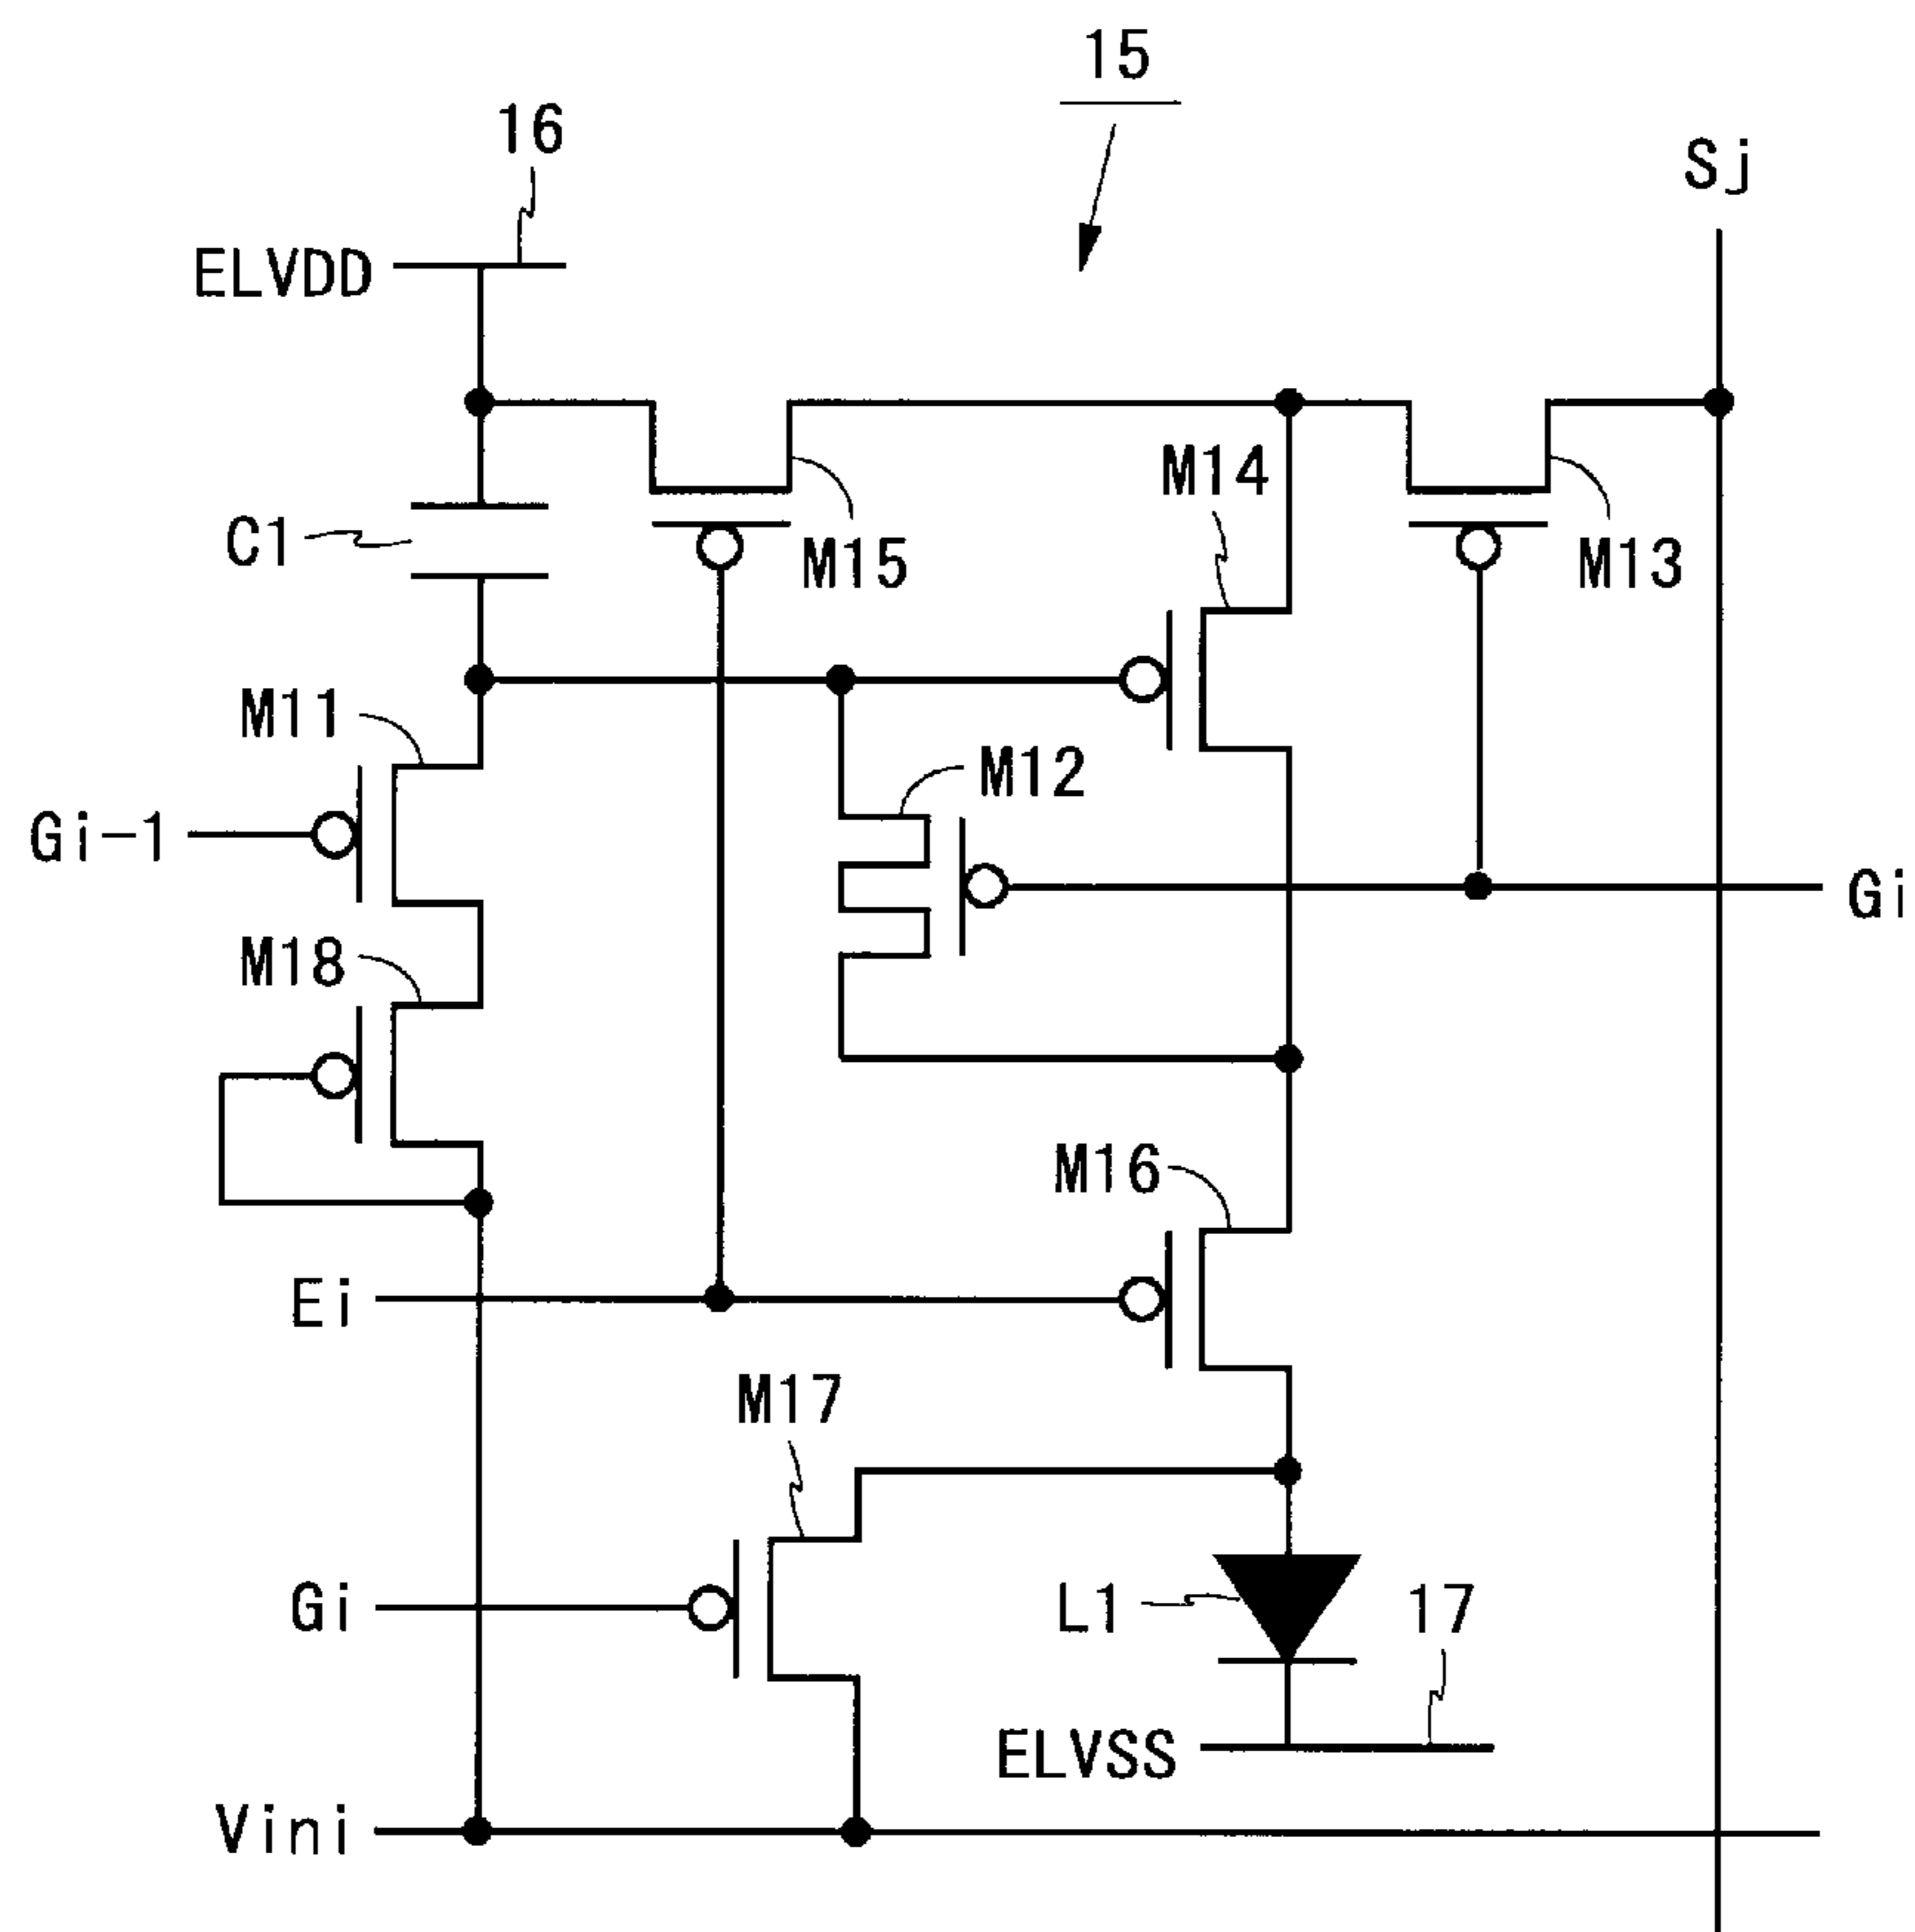 15
16
Sj
ELVDD
M14
C1
M15
M13
M11
M12
Gi-1
Gi
M18
M16
Ei
M17
Gi
L1
17
ELVSS
Vini